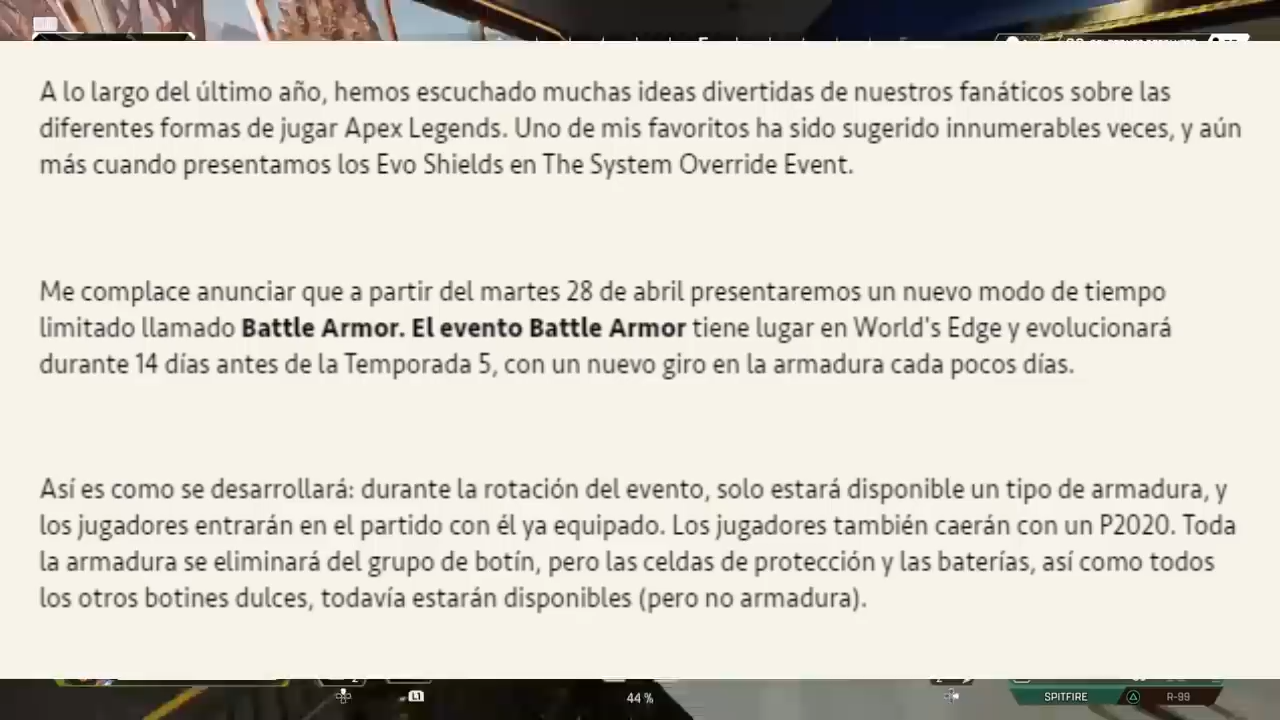 A lo largo del último año, hemos escuchado muchas ideas divertidas de nuestros fanáticos sobre las
diferentes formas de jugar Apex Legends. Uno de mis favoritos ha sido sugerido innumerables veces, y aún
más cuando presentamos los Evo Shields en The System Override Event.
Me complace anunciar que a partir del martes 28 de abril presentaremos un nuevo modo de tiempo
limitado llamado Battle Armor. El evento Battle Armor tiene lugar en World's Edge y evolucionará
durante 14 días antes de la Temporada 5, con un nuevo giro en la armadura cada pocos días.
Así es como se desarrollará: durante la rotación del evento, solo estará disponible un tipo de armadura, y
los jugadores entrarán en el partido con él ya equipado. Los jugadores también caerán con un P2020. Toda
la armadura se eliminará del grupo de botín, pero las celdas de protección y las baterías, así como todos
los otros botines dulces, todavía estarán disponibles (pero no armadura).
L1 44 % SPITFIRE R-99